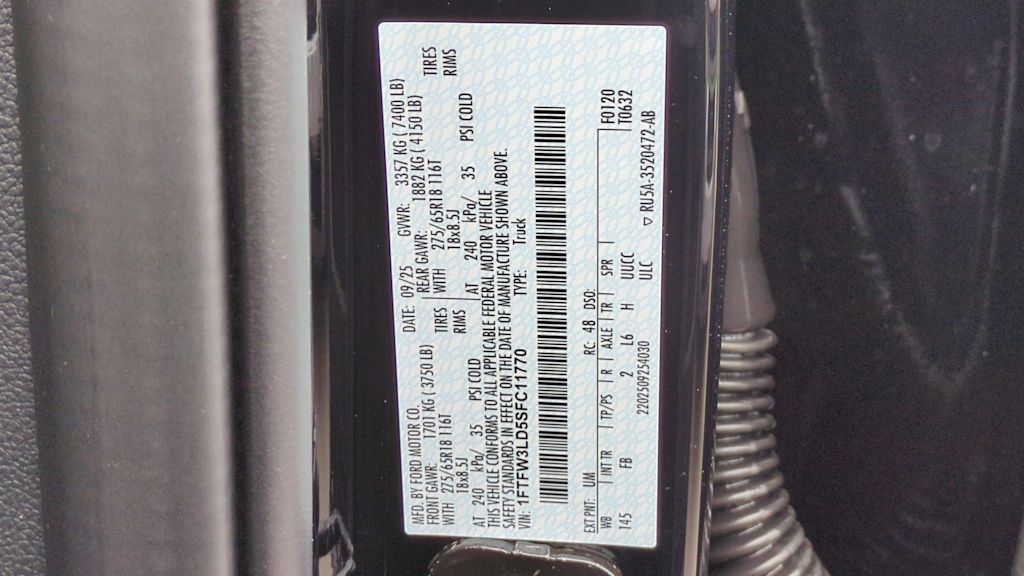 MFD. BY FORD MOTOR CO. DATE: 09/25 GVWR: 3357 KG ( 7400 LB)
FRONT GAWR: 1701 KG ( 3750 LB) REAR GAWR: 1882 KG ( 4150 LB)
WITH 275/65R18 116T TIRES WITH 275/65R18 116T TIRES
18x8.5J RIMS 18x8.5J RIMS
AT 240 kPa/ 35 PSI COLD AT 240 kPa/ 35 PSI COLD
THIS VEHICLE CONFORMS TO ALL APPLICABLE FEDERAL MOTOR VEHICLE
SAFETY STANDARDS IN EFFECT ON THE DATE OF MANUFACTURE SHOWN ABOVE.
VIN: 1FTFW3LD5SFC11770 TYPE: Truck
EXT PNT: UM RC: 48 DSO: F0120
WB INTTR TP/PS R AXLE TR SPR T0632
145 FB 2 L6 H UUCC
2202509254030 ULC ▽ RU5A-3520472-AB